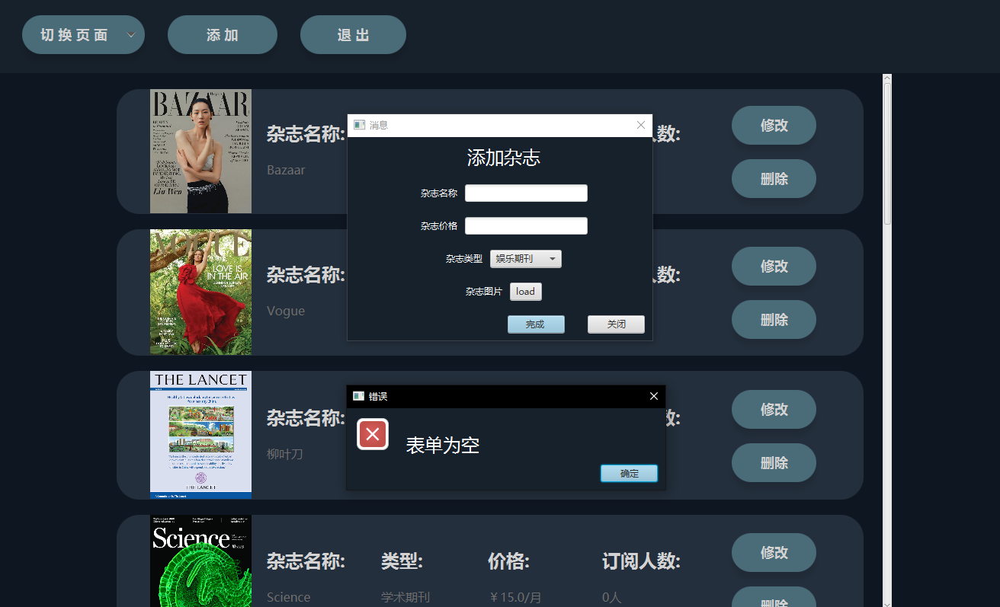 切换页面
添加
退出
BAZAAR
Liu Wen
杂志名称:
人数:
Bazaar
修改
删除
消息
添加杂志
杂志名称
杂志价格
杂志类型
娱乐期刊
杂志图片
load
完成
关闭
VOGUE
LOVE IS
IN THE AIR
杂志名称:
人数:
Vogue
修改
删除
THE LANCET
THE LANCET
杂志名称:
数:
柳叶刀
修改
删除
错误
表单为空
确定
Science
杂志名称:
类型:
价格:
订阅人数:
Science
学术期刊
￥15.0/月
0人
修改
删除